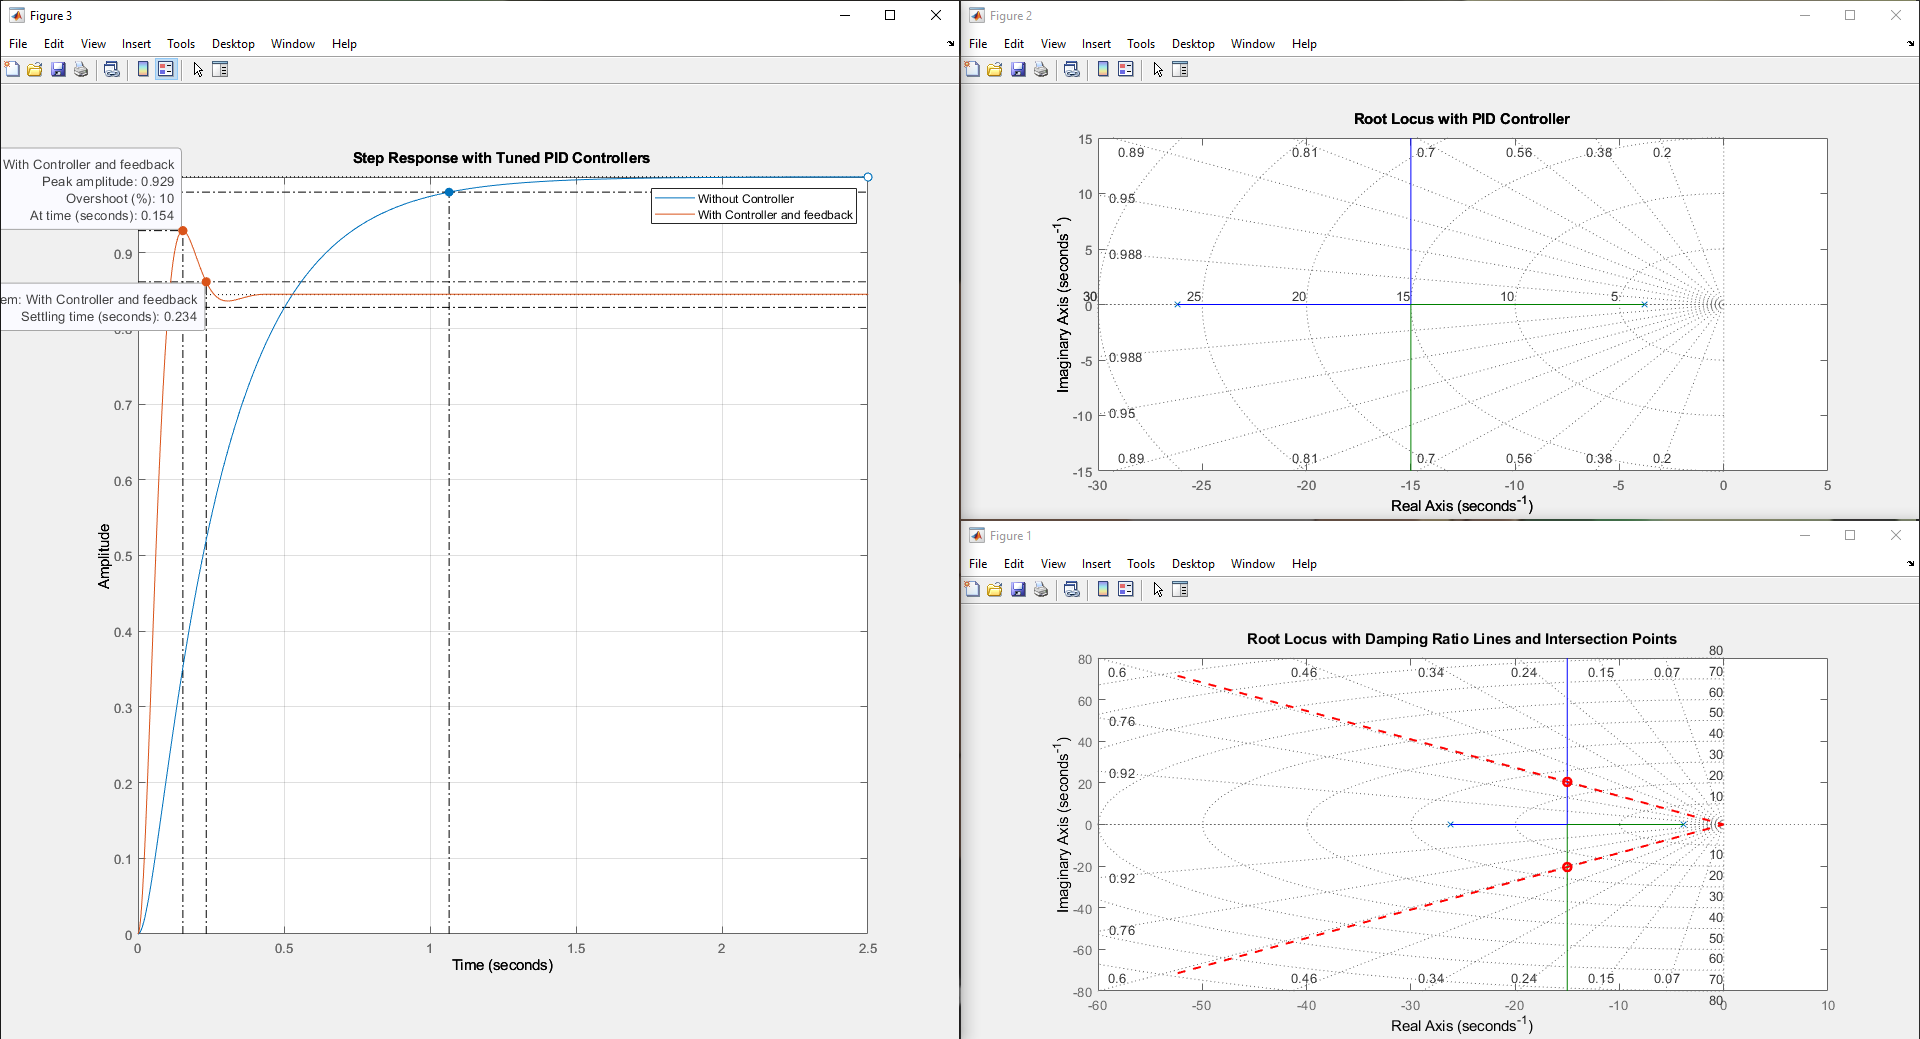 Figure 3
File Edit View Insert Tools Desktop Window Help
Step Response with Tuned PID Controllers
With Controller and feedback
Peak amplitude: 0.929
Overshoot (%): 10
At time (seconds): 0.154
Without Controller
With Controller and feedback
em: With Controller and feedback
Settling time (seconds): 0.234
0.9
0.8
0.7
0.6
0.5
0.4
0.3
0.2
0.1
0
Amplitude
0 0.5 1 1.5 2 2.5
Time (seconds)
Figure 2
File Edit View Insert Tools Desktop Window Help
Root Locus with PID Controller
15
10
5
0
-5
-10
-15
Imaginary Axis (seconds-1)
0.89 0.81 0.7 0.56 0.38 0.2
0.95
0.988
30 25 20 15 10 5
0.988
0.95
0.89 0.81 0.7 0.56 0.38 0.2
-30 -25 -20 -15 -10 -5 0 5
Real Axis (seconds-1)
Figure 1
File Edit View Insert Tools Desktop Window Help
Root Locus with Damping Ratio Lines and Intersection Points
80
60
40
20
0
-20
-40
-60
-80
Imaginary Axis (seconds-1)
0.6 0.46 0.34 0.24 0.15 0.07
0.76
0.92
0.92
0.76
0.6 0.46 0.34 0.24 0.15 0.07
80
70
60
50
40
30
20
10
10
20
30
40
50
60
70
80
-60 -50 -40 -30 -20 -10 0 10
Real Axis (seconds-1)